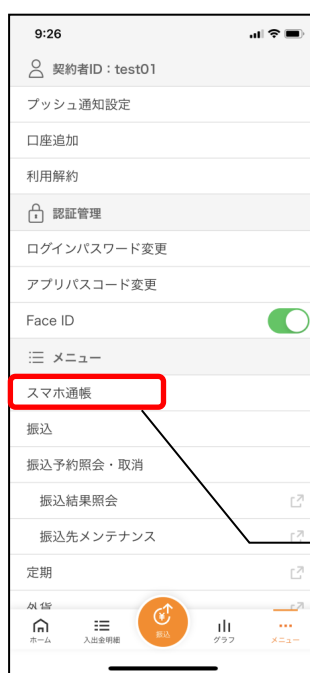 9:26
契約者ID：test01
プッシュ通知設定
口座追加
利用解約
認証管理
ログインパスワード変更
アプリパスコード変更
Face ID
メニュー
スマホ通帳
振込
振込予約照会・取消
振込結果照会
振込先メンテナンス
定期
外貨
ホーム 入出金明細 振込 グラフ メニュー